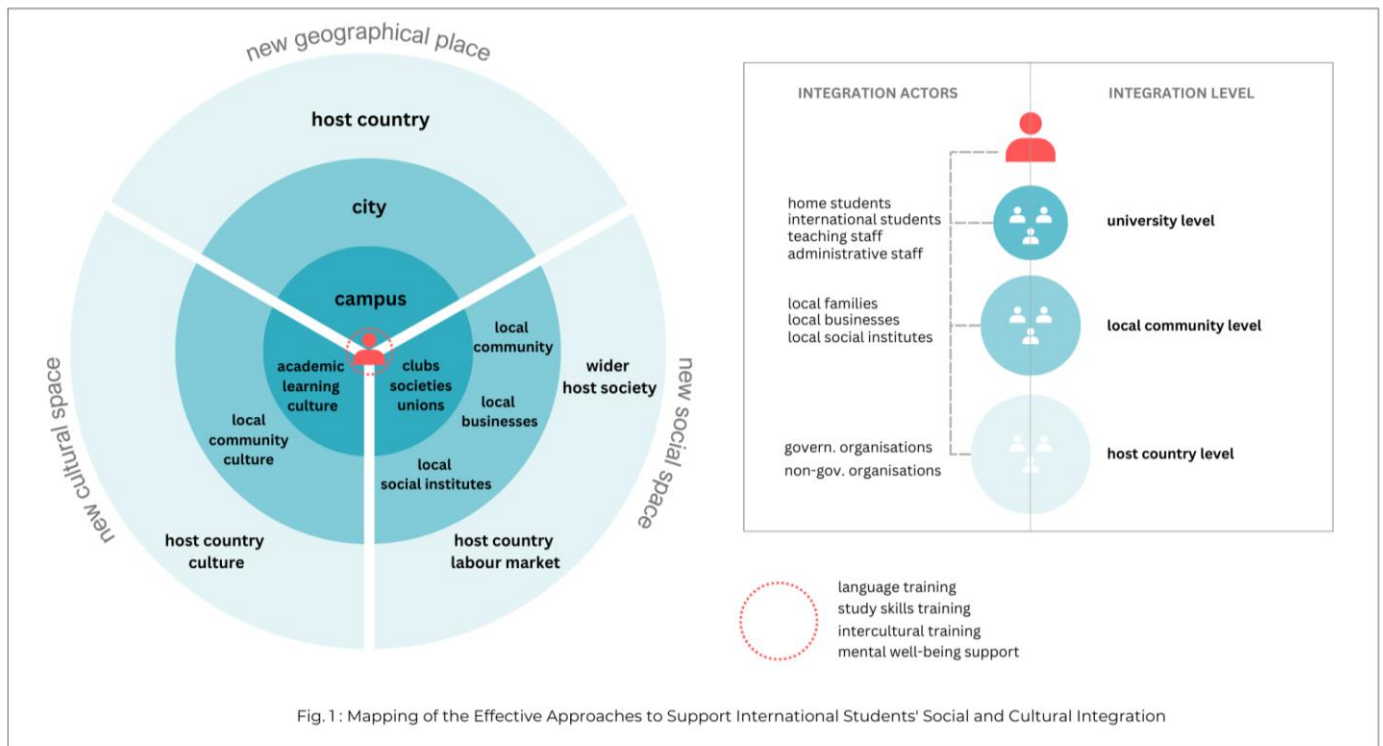 new geographical place
host country
city
campus
academic
learning
culture
clubs
societies
unions
local
community
local
businesses
local
social institutes
local
community
culture
wider
host society
host country
culture
host country
labour market
new cultural space
new social space
INTEGRATION ACTORS
INTEGRATION LEVEL
home students
international students
teaching staff
administrative staff
university level
local families
local businesses
local social institutes
local community level
govern. organisations
non-gov. organisations
host country level
language training
study skills training
intercultural training
mental well-being support
Fig. 1 : Mapping of the Effective Approaches to Support International Students' Social and Cultural Integration